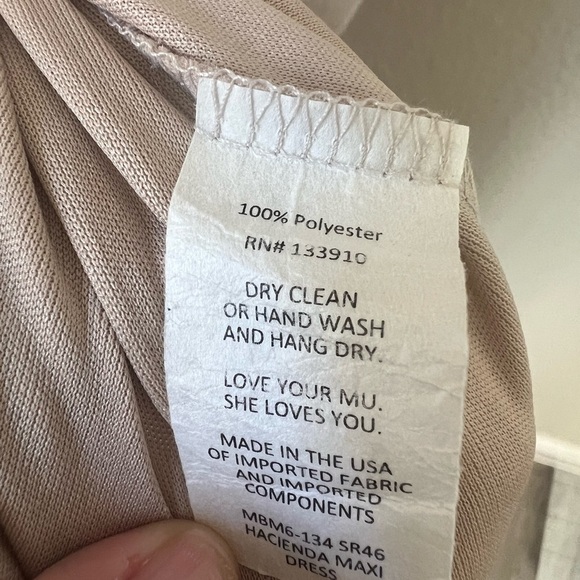 100% Polyester
RN# 133910
DRY CLEAN
OR HAND WASH
AND HANG DRY.
LOVE YOUR MU.
SHE LOVES YOU.
MADE IN THE USA
OF IMPORTED FABRIC
AND IMPORTED
COMPONENTS
MBM6-134 SR46
HACIENDA MAXI
DRESS